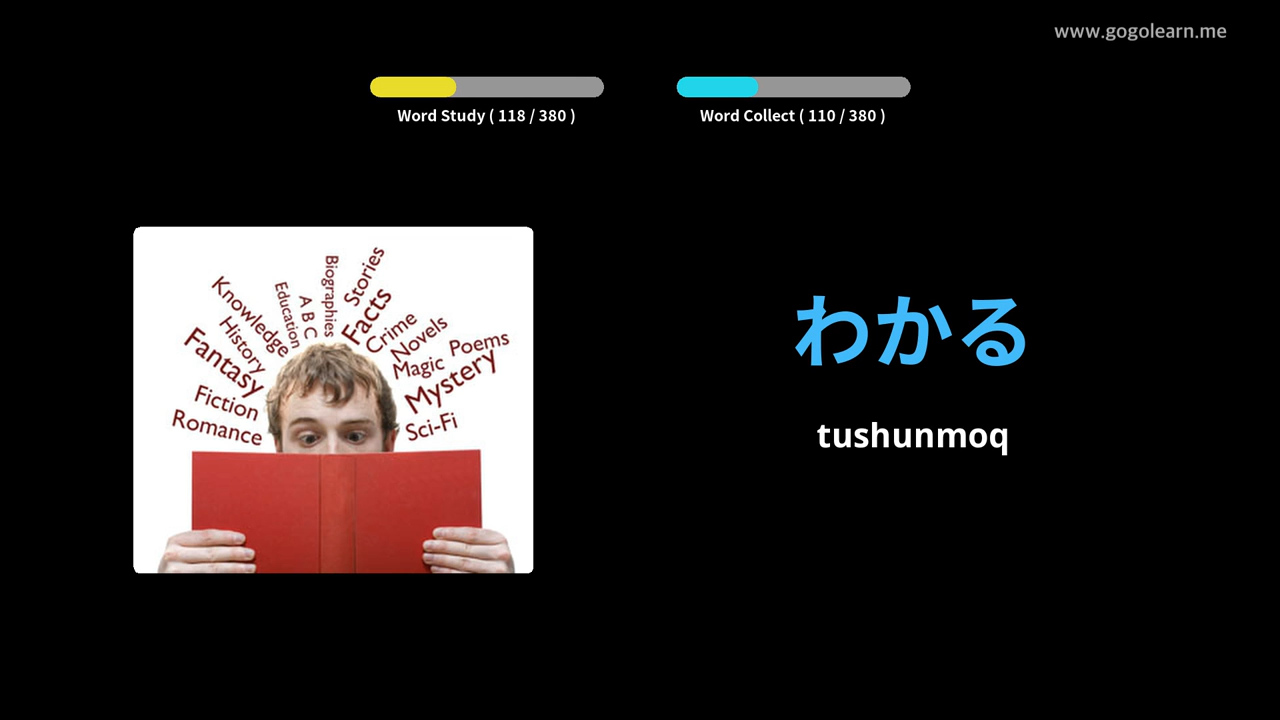 www.gogolearn.me
Word Study ( 118 / 380 )
Word Collect ( 110 / 380 )
Knowledge
Education
A B C
Biographies
Stories
Facts
Crime
Novels
Poems
History
Fantasy
Magic
Mystery
Fiction
Romance
Sci-Fi
わかる
tushunmoq